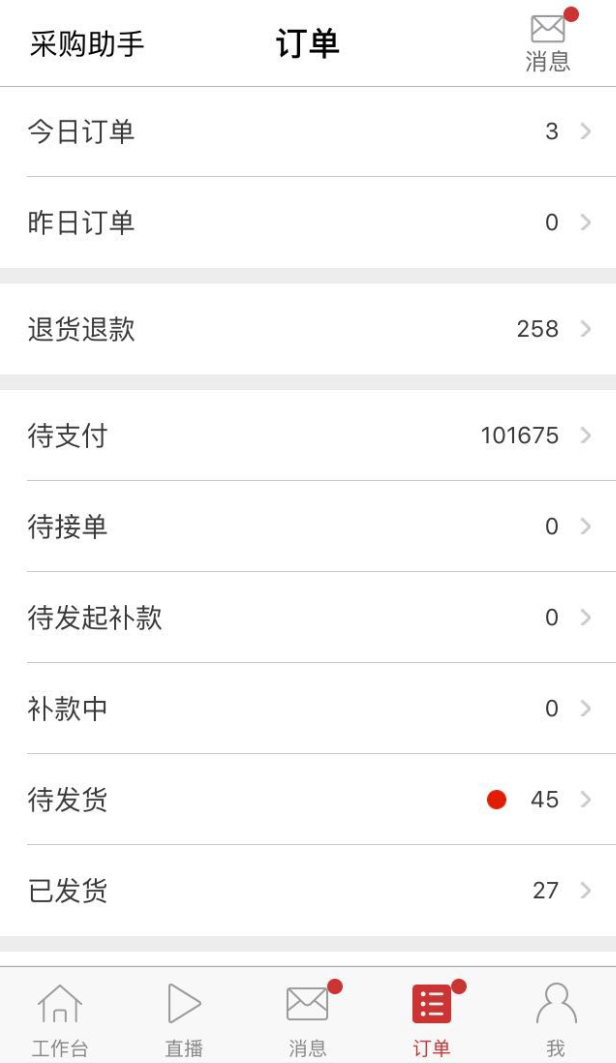 采购助手 订单 消息
今日订单 3
昨日订单 0
退货退款 258
待支付 101675
待接单 0
待发起补款 0
补款中 0
待发货 45
已发货 27
工作台 直播 消息 订单 我